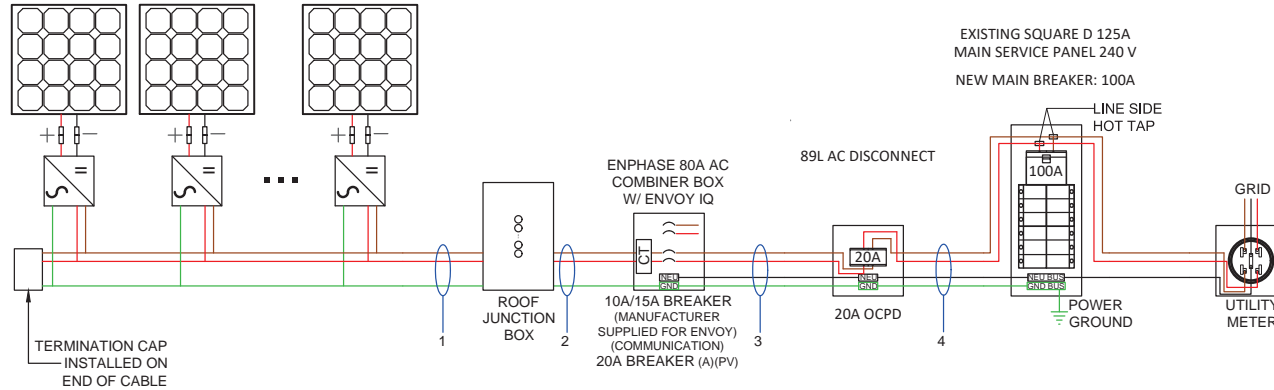 EXISTING SQUARE D 125A
MAIN SERVICE PANEL 240 V
NEW MAIN BREAKER: 100A
LINE SIDE
HOT TAP
100A
GRID
+ −
+ −
+ −
ENPHASE 80A AC
COMBINER BOX
W/ ENVOY IQ
89L AC DISCONNECT
CT
20A
NEU
GND
NEU
GND
NEU BUS
GND BUS
ROOF
JUNCTION
BOX
10A/15A BREAKER
(MANUFACTURER
SUPPLIED FOR ENVOY)
(COMMUNICATION)
20A BREAKER (A)(PV)
20A OCPD
POWER
GROUND
UTILITY
METER
1
2
3
4
TERMINATION CAP
INSTALLED ON
END OF CABLE